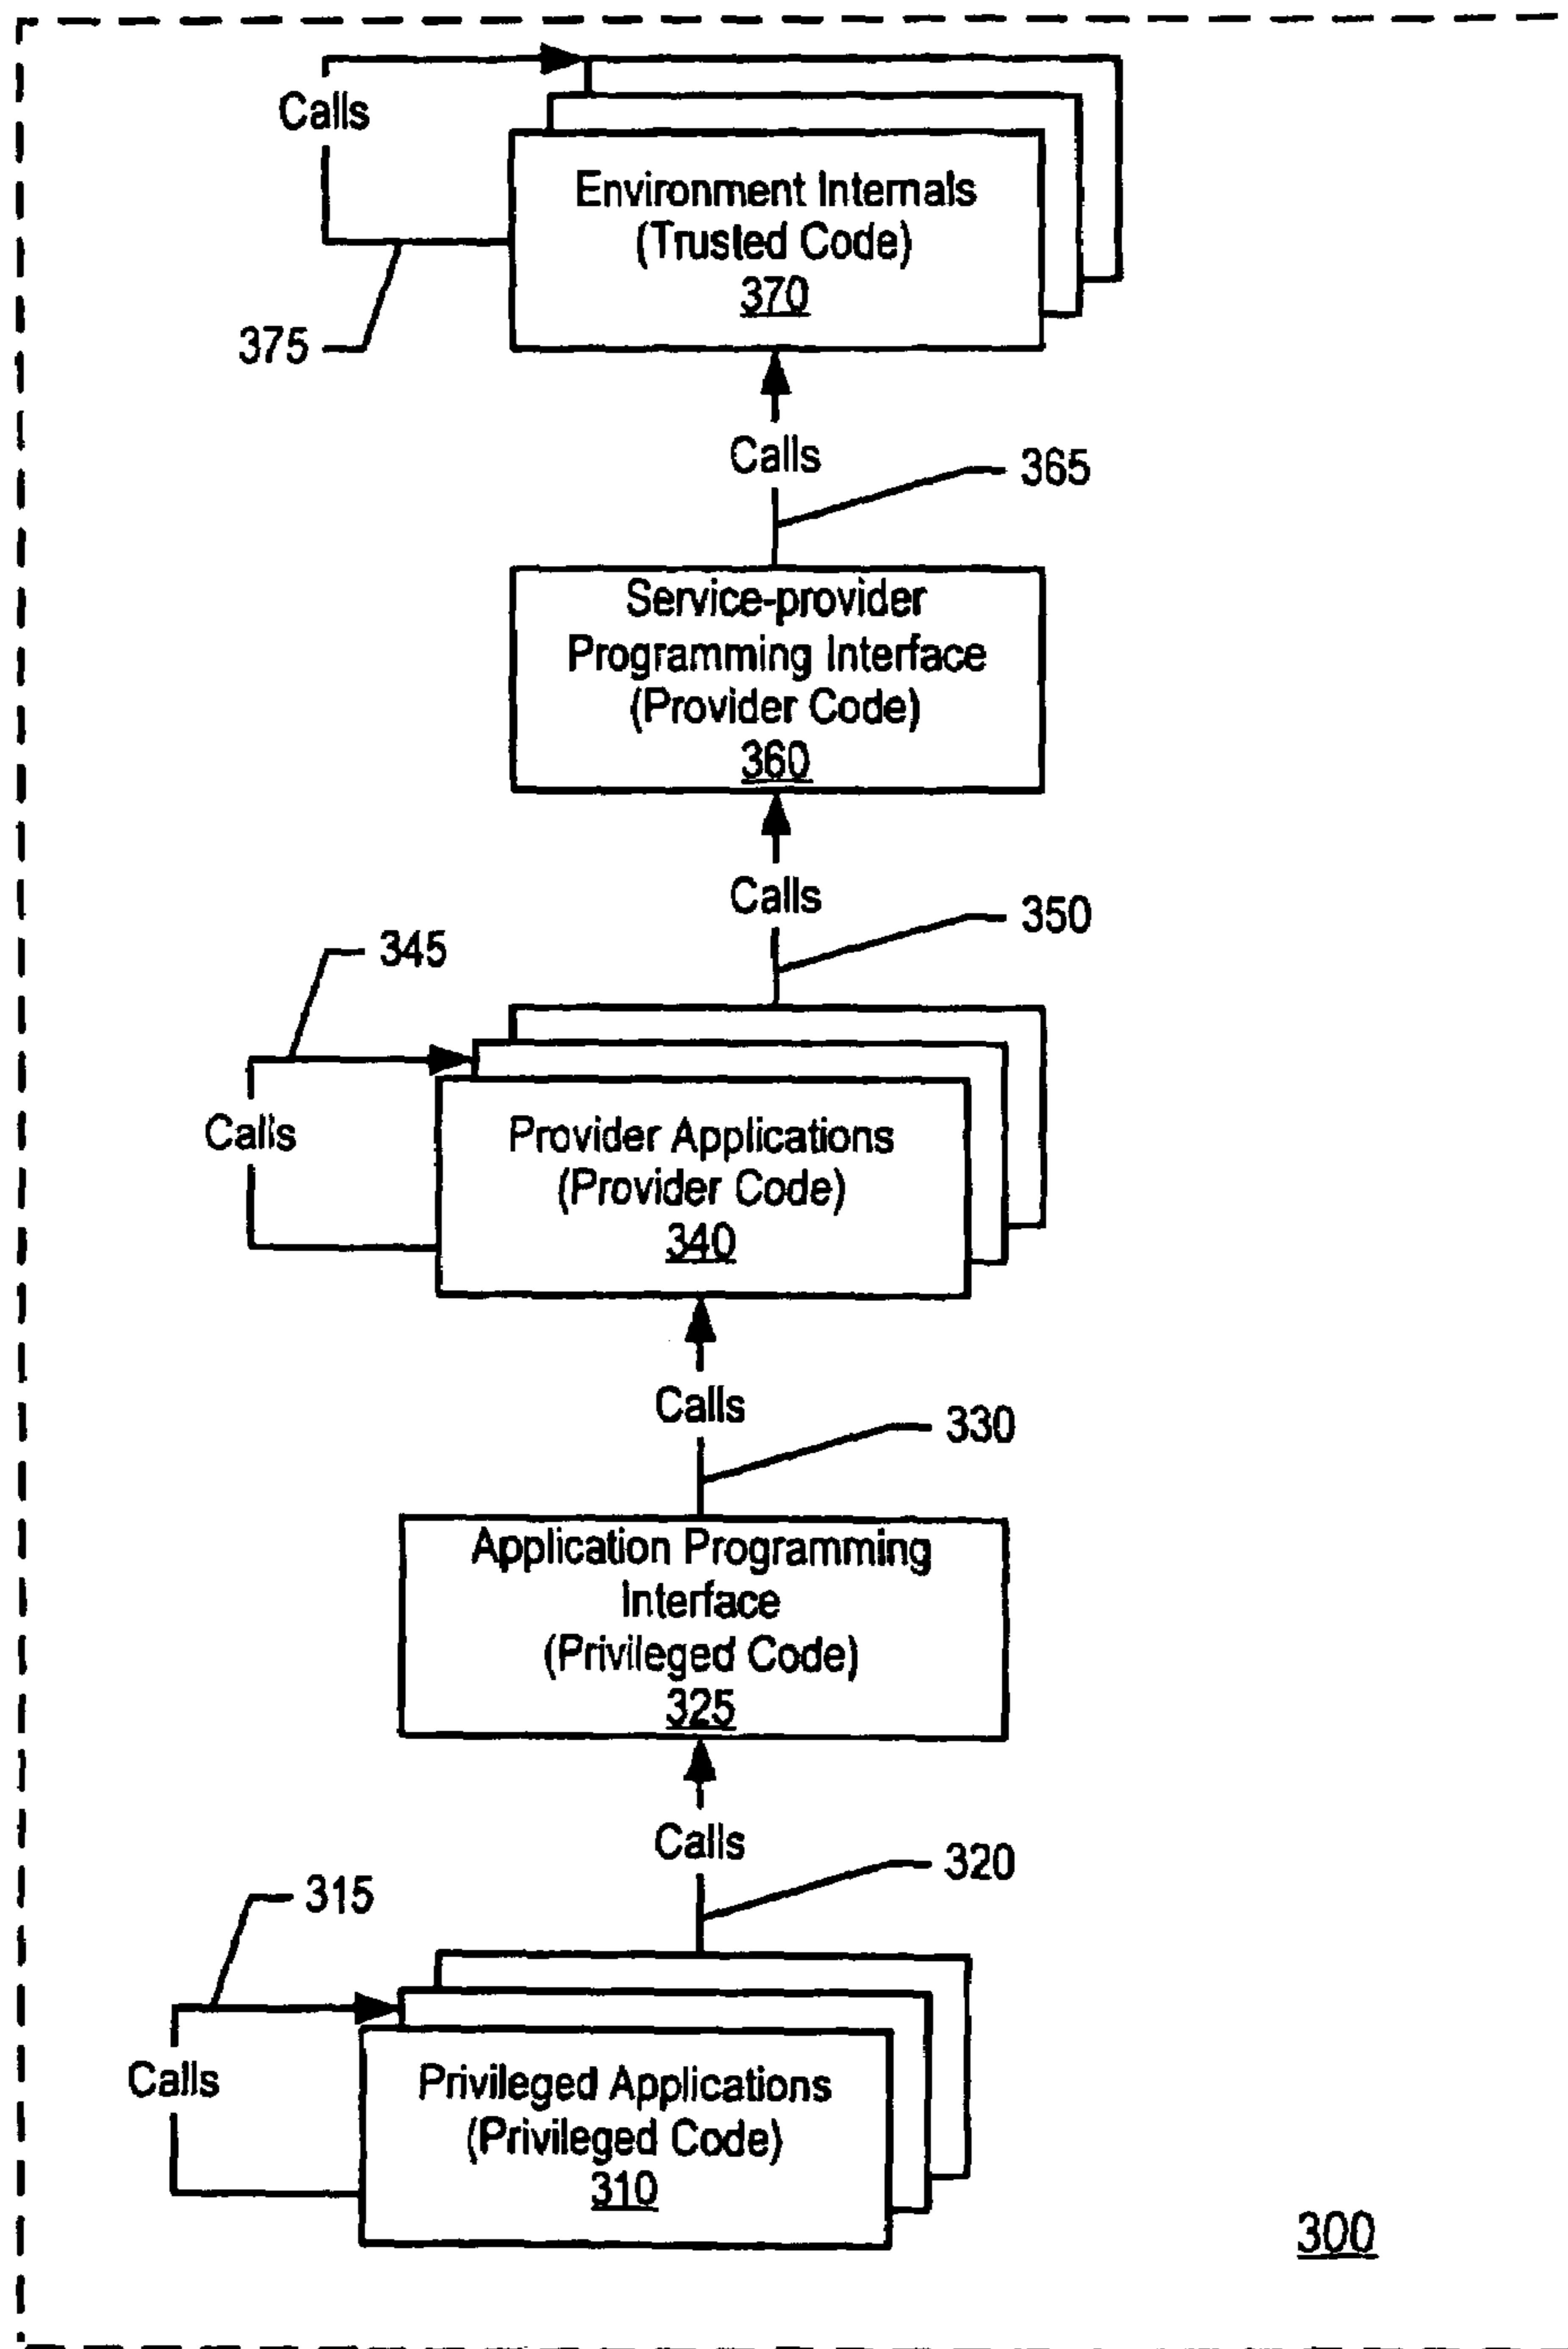 Calls
Environment Internals
(Trusted Code)
370
375
Calls
365
Service-provider
Programming Interface
(Provider Code)
360
Calls
350
345
Calls
Provider Applications
(Provider Code)
340
Calls
330
Application Programming
Interface
(Privileged Code)
325
Calls
320
315
Calls
Privileged Applications
(Privileged Code)
310
300